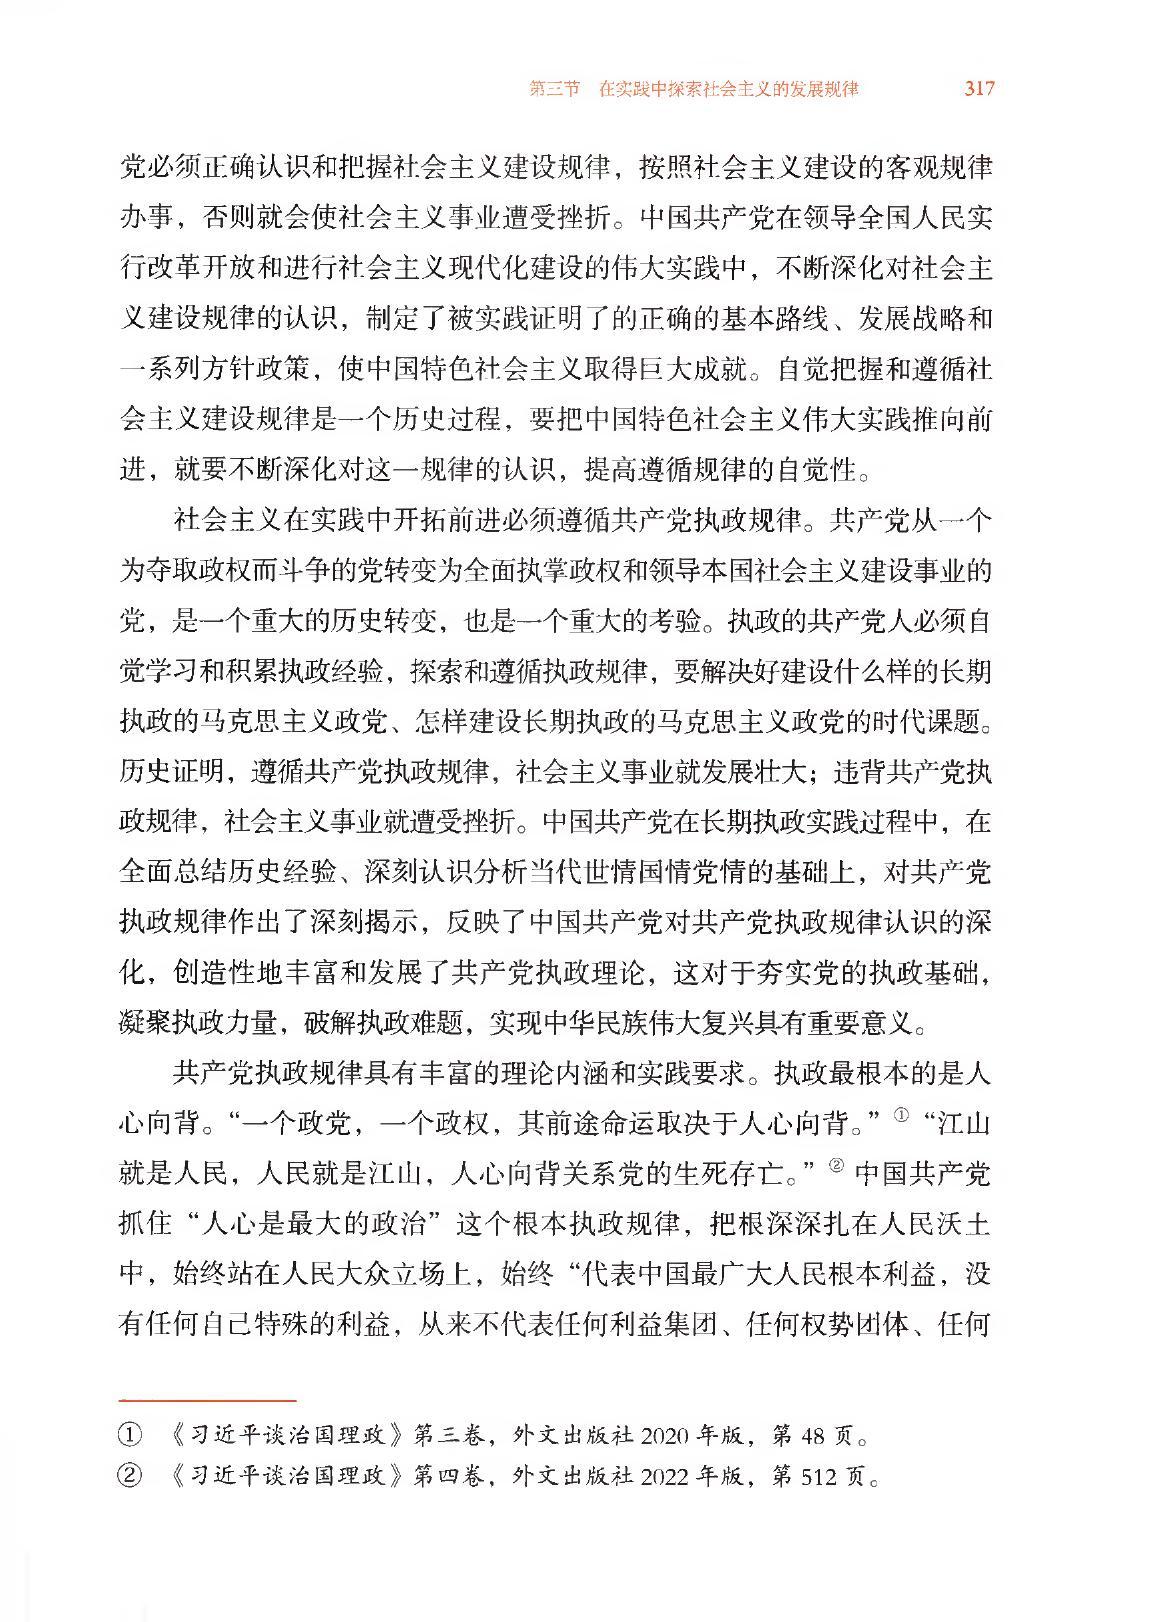 第三节　在实践中探索社会主义的发展规律　317
党必须正确认识和把握社会主义建设规律，按照社会主义建设的客观规律
办事，否则就会使社会主义事业遭受挫折。中国共产党在领导全国人民实
行改革开放和进行社会主义现代化建设的伟大实践中，不断深化对社会主
义建设规律的认识，制定了被实践证明了的正确的基本路线、发展战略和
一系列方针政策，使中国特色社会主义取得巨大成就。自觉把握和遵循社
会主义建设规律是一个历史过程，要把中国特色社会主义伟大实践推向前
进，就要不断深化对这一规律的认识，提高遵循规律的自觉性。
社会主义在实践中开拓前进必须遵循共产党执政规律。共产党从一个
为夺取政权而斗争的党转变为全面执掌政权和领导本国社会主义建设事业的
党，是一个重大的历史转变，也是一个重大的考验。执政的共产党人必须自
觉学习和积累执政经验，探索和遵循执政规律，要解决好建设什么样的长期
执政的马克思主义政党、怎样建设长期执政的马克思主义政党的时代课题。
历史证明，遵循共产党执政规律，社会主义事业就发展壮大；违背共产党执
政规律，社会主义事业就遭受挫折。中国共产党在长期执政实践过程中，在
全面总结历史经验、深刻认识分析当代世情国情党情的基础上，对共产党
执政规律作出了深刻揭示，反映了中国共产党对共产党执政规律认识的深
化，创造性地丰富和发展了共产党执政理论，这对于夯实党的执政基础，
凝聚执政力量，破解执政难题，实现中华民族伟大复兴具有重要意义。
共产党执政规律具有丰富的理论内涵和实践要求。执政最根本的是人
心向背。“一个政党，一个政权，其前途命运取决于人心向背。”①“江山
就是人民，人民就是江山，人心向背关系党的生死存亡。”②中国共产党
抓住“人心是最大的政治”这个根本执政规律，把根深深扎在人民沃土
中，始终站在人民大众立场上，始终“代表中国最广大人民根本利益，没
有任何自己特殊的利益，从来不代表任何利益集团、任何权势团体、任何
①　《习近平谈治国理政》第三卷，外文出版社 2020 年版，第 48 页。
②　《习近平谈治国理政》第四卷，外文出版社 2022 年版，第 512 页。